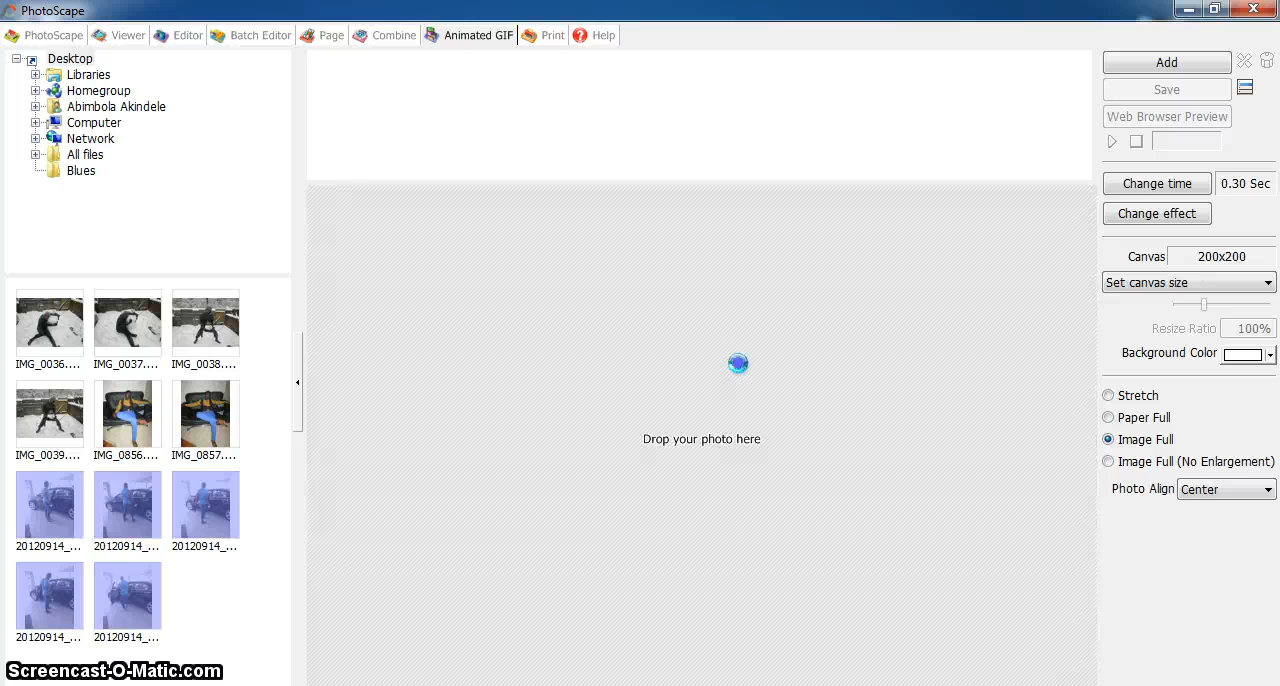 PhotoScape
PhotoScape Viewer Editor Batch Editor Page Combine Animated GIF Print Help
Desktop
Libraries
Homegroup
Abimbola Akindele
Computer
Network
All files
Blues
IMG_0036.... IMG_0037.... IMG_0038....
IMG_0039.... IMG_0856.... IMG_0857....
20120914_... 20120914_... 20120914_...
20120914_... 20120914_...
Screencast-O-Matic.com
Drop your photo here
Add
Save
Web Browser Preview
Change time 0.30 Sec
Change effect
Canvas 200x200
Set canvas size
Resize Ratio 100%
Background Color
Stretch
Paper Full
Image Full
Image Full (No Enlargement)
Photo Align Center